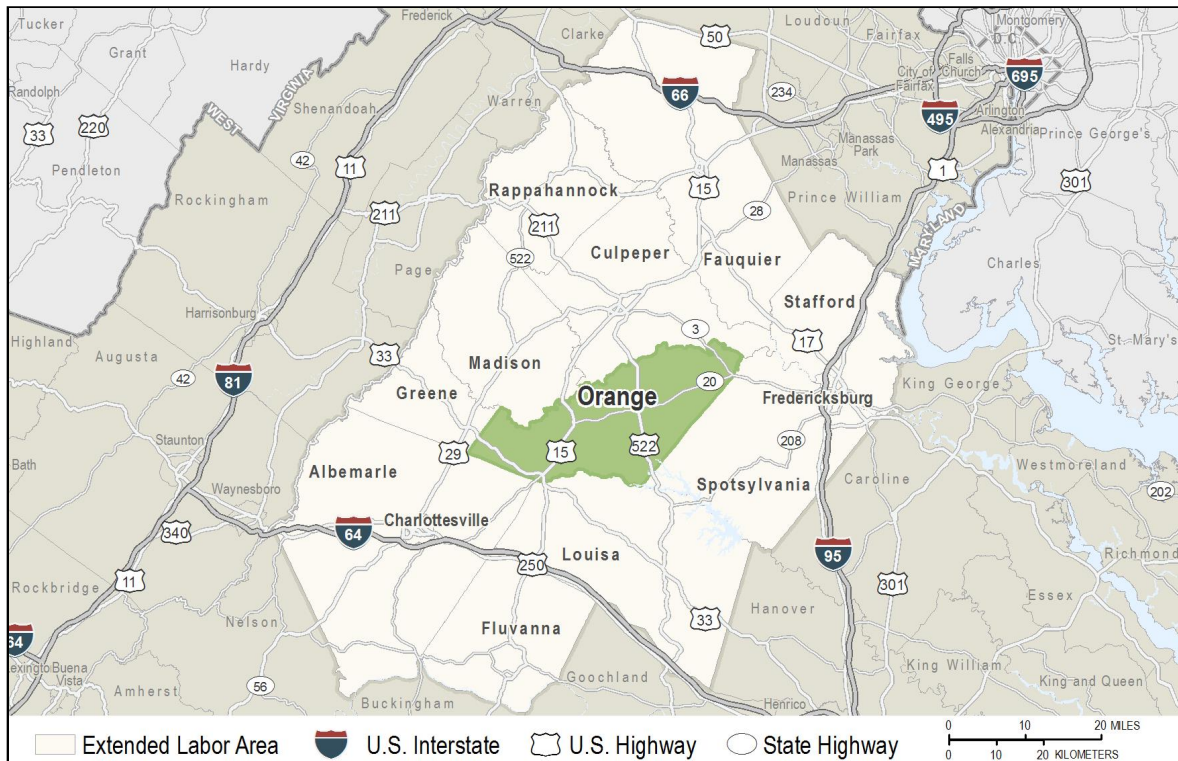 Tucker
Grant
Hardy
Randolph
33
220
Pendleton
WEST
VIRGINIA
Frederick
Clarke
50
Loudoun
Fairfax
Montgomery
D.C.
Falls
Church
City of
Fairfax
695
495
Arlington
Alexandria
Prince George's
Shenandoah
Warren
66
234
Manassas
Park
Manassas
42
11
1
301
Rockingham
211
Rappahannock
15
Prince William
28
211
522
Culpeper
Fauquier
MARYLAND
Page
Charles
Harrisonburg
Stafford
Highland
Augusta
33
Madison
3
17
St. Mary's
42
81
Greene
Orange
20
King George
Fredericksburg
Staunton
29
15
522
208
Bath
Albemarle
Spotsylvania
Westmoreland
Waynesboro
Caroline
202
340
64
Charlottesville
Louisa
95
Richmond
11
250
301
Rockbridge
Essex
Hanover
Nelson
33
64
Fluvanna
King William
Buena
Vista
Goochland
King and Queen
Amherst
56
Buckingham
Henrico
Extended Labor Area
U.S. Interstate
U.S. Highway
State Highway
0 10 20 MILES
0 10 20 KILOMETERS